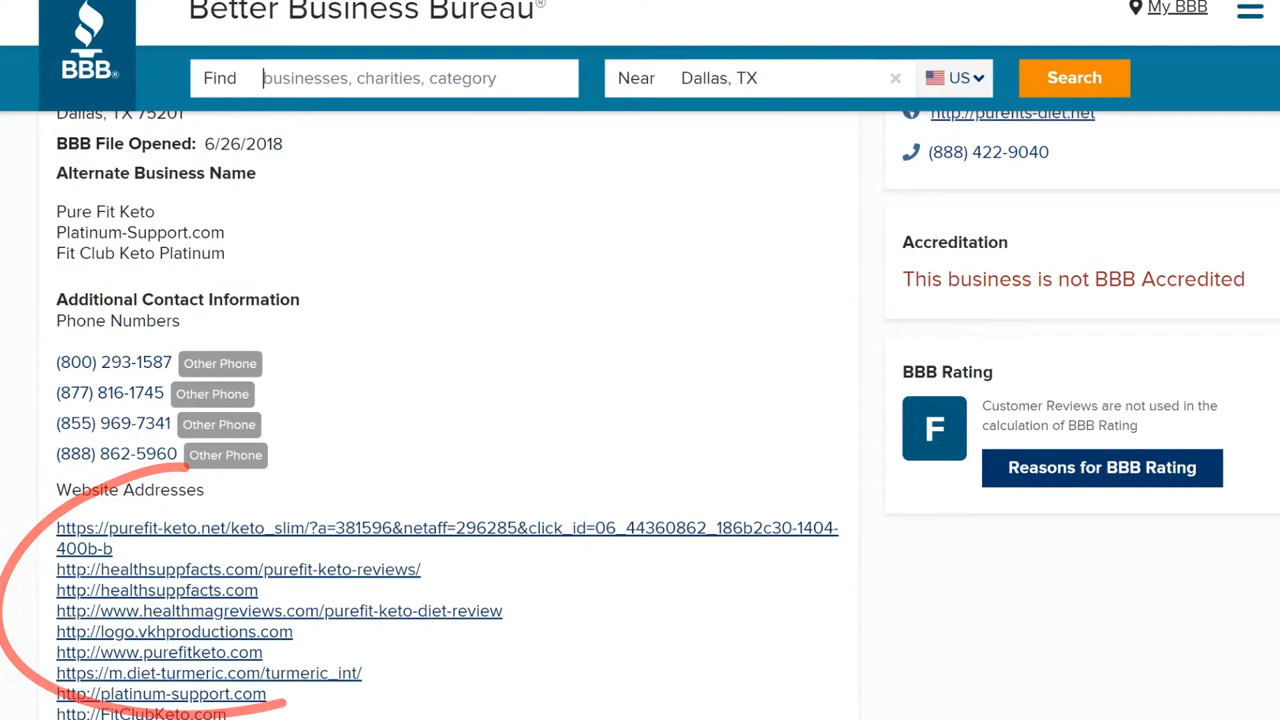 Better Business Bureau®
My BBB
BBB®
Find businesses, charities, category
Near Dallas, TX × US
Search
Dallas, TX 75201
BBB File Opened: 6/26/2018
Alternate Business Name
Pure Fit Keto
Platinum-Support.com
Fit Club Keto Platinum
Additional Contact Information
Phone Numbers
(800) 293-1587 Other Phone
(877) 816-1745 Other Phone
(855) 969-7341 Other Phone
(888) 862-5960 Other Phone
Website Addresses
https://purefit-keto.net/keto_slim/?a=381596&netaff=296285&click_id=06_44360862_186b2c30-1404-
400b-b
http://healthsuppfacts.com/purefit-keto-reviews/
http://healthsuppfacts.com
http://www.healthmagreviews.com/purefit-keto-diet-review
http://logo.vkhproductions.com
http://www.purefitketo.com
https://m.diet-turmeric.com/turmeric_int/
http://platinum-support.com
http://FitClubKeto.com
http://purefits-diet.net
(888) 422-9040
Accreditation
This business is not BBB Accredited
BBB Rating
F
Customer Reviews are not used in the
calculation of BBB Rating
Reasons for BBB Rating